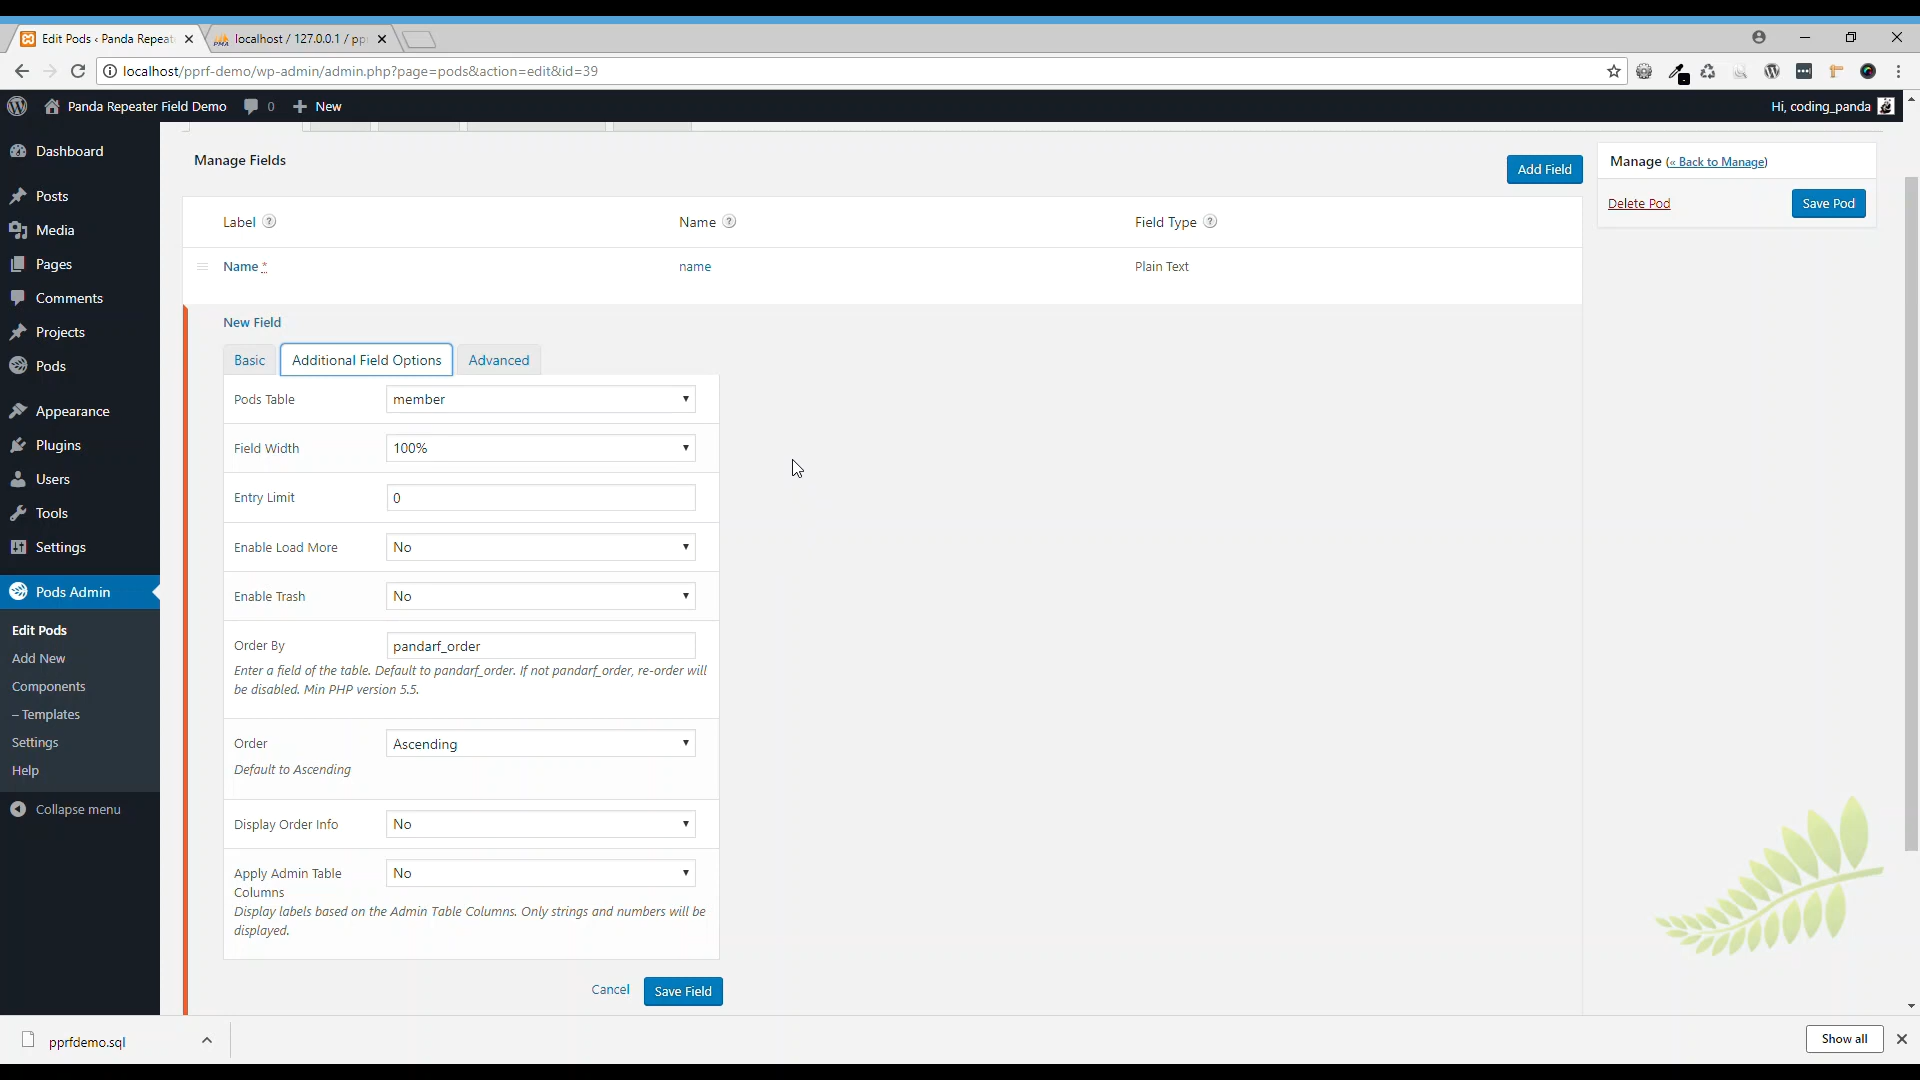 Edit Pods ‹ Panda Repeat
localhost / 127.0.0.1 / pp
localhost/pprf-demo/wp-admin/admin.php?page=pods&action=edit&id=39
Panda Repeater Field Demo
0
New
Hi, coding_panda
Dashboard
Posts
Media
Pages
Comments
Projects
Pods
Appearance
Plugins
Users
Tools
Settings
Pods Admin
Edit Pods
Add New
Components
– Templates
Settings
Help
Collapse menu
Manage Fields
Add Field
Label ?
Name ?
Field Type ?
Name *
name
Plain Text
New Field
Basic
Additional Field Options
Advanced
Pods Table
member
Field Width
100%
Entry Limit
0
Enable Load More
No
Enable Trash
No
Order By
pandarf_order
Enter a field of the table. Default to pandarf_order. If not pandarf_order, re-order will
be disabled. Min PHP version 5.5.
Order
Ascending
Default to Ascending
Display Order Info
No
Apply Admin Table
Columns
No
Display labels based on the Admin Table Columns. Only strings and numbers will be
displayed.
Cancel
Save Field
Manage (« Back to Manage)
Delete Pod
Save Pod
pprfdemo.sql
Show all